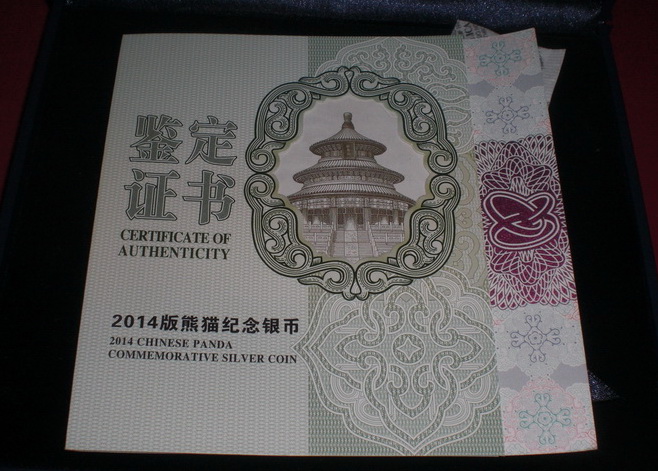 鉴定
证书
CERTIFICATE OF
AUTHENTICITY
2014版熊猫纪念银币
2014 CHINESE PANDA
COMMEMORATIVE SILVER COIN